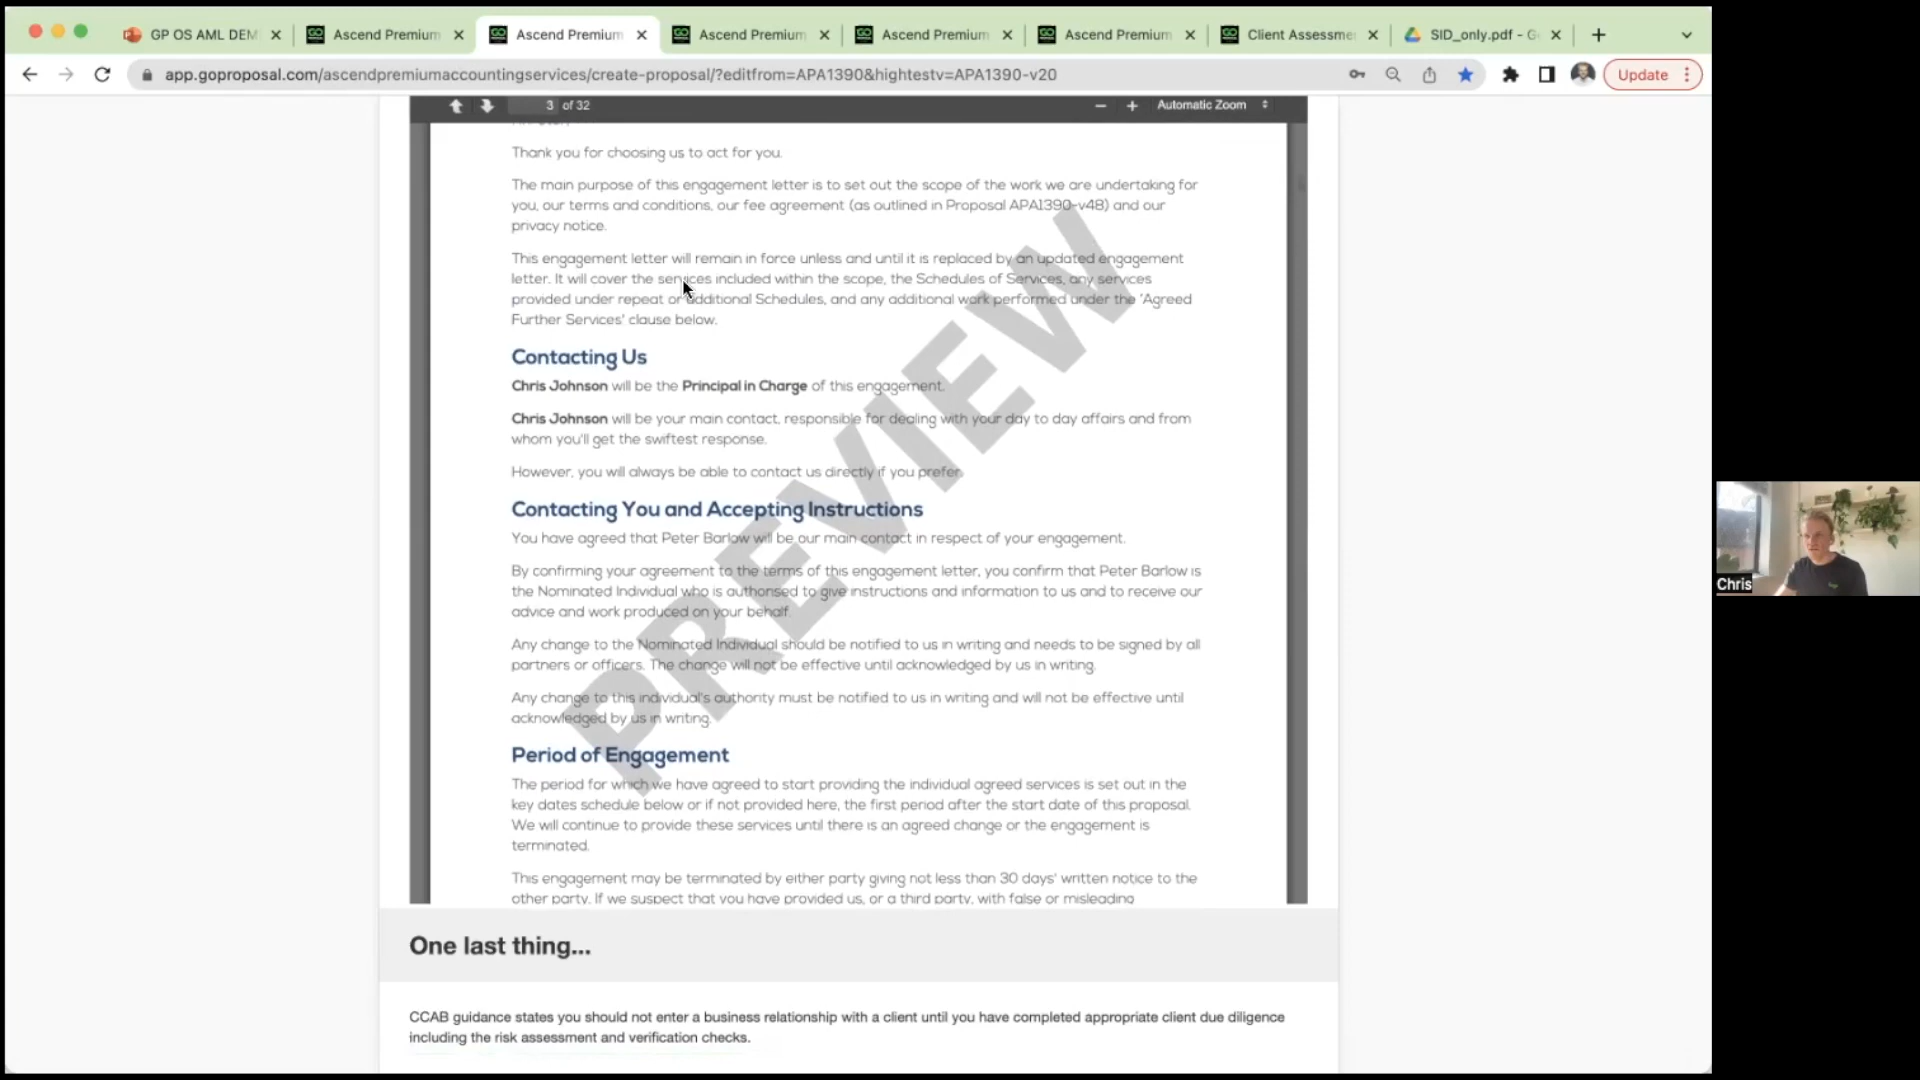 GP OS AML DEM
Ascend Premium
Ascend Premium
Ascend Premium
Ascend Premium
Ascend Premium
Client Assessme
SID_only.pdf - G
app.goproposal.com/ascendpremiumaccountingservices/create-proposal/?editfrom=APA1390&hightestv=APA1390-v20
Update
3 of 32
Automatic Zoom
Thank you for choosing us to act for you.
The main purpose of this engagement letter is to set out the scope of the work we are undertaking for
you, our terms and conditions, our fee agreement (as outlined in Proposal APA1390-v48) and our
privacy notice.
This engagement letter will remain in force unless and until it is replaced by an updated engagement
letter. It will cover the services included within the scope, the Schedules of Services, any services
provided under repeat or additional Schedules, and any additional work performed under the 'Agreed
Further Services' clause below.
Contacting Us
Chris Johnson will be the Principal in Charge of this engagement.
Chris Johnson will be your main contact, responsible for dealing with your day to day affairs and from
whom you'll get the swiftest response.
However, you will always be able to contact us directly if you prefer.
Contacting You and Accepting Instructions
You have agreed that Peter Barlow will be our main contact in respect of your engagement.
By confirming your agreement to the terms of this engagement letter, you confirm that Peter Barlow is
the Nominated Individual who is authorised to give instructions and information to us and to receive our
advice and work produced on your behalf.
Any change to the Nominated Individual should be notified to us in writing and needs to be signed by all
partners or officers. The change will not be effective until acknowledged by us in writing.
Any change to this individual's authority must be notified to us in writing and will not be effective until
acknowledged by us in writing.
Period of Engagement
The period for which we have agreed to start providing the individual agreed services is set out in the
key dates schedule below or if not provided here, the first period after the start date of this proposal.
We will continue to provide these services until there is an agreed change or the engagement is
terminated.
This engagement may be terminated by either party giving not less than 30 days' written notice to the
other party. If we suspect that you have provided us, or a third party, with false or misleading
PREVIEW
One last thing...
CCAB guidance states you should not enter a business relationship with a client until you have completed appropriate client due diligence
including the risk assessment and verification checks.
Chris